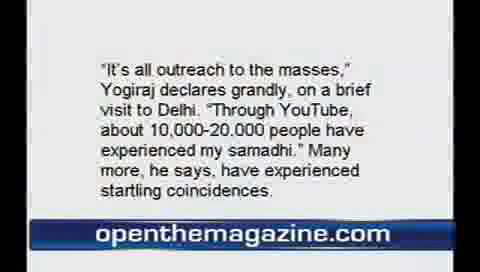 “It’s all outreach to the masses,”
Yogiraj declares grandly, on a brief
visit to Delhi. “Through YouTube,
about 10,000-20.000 people have
experienced my samadhi.” Many
more, he says, have experienced
startling coincidences.
openthemagazine.com